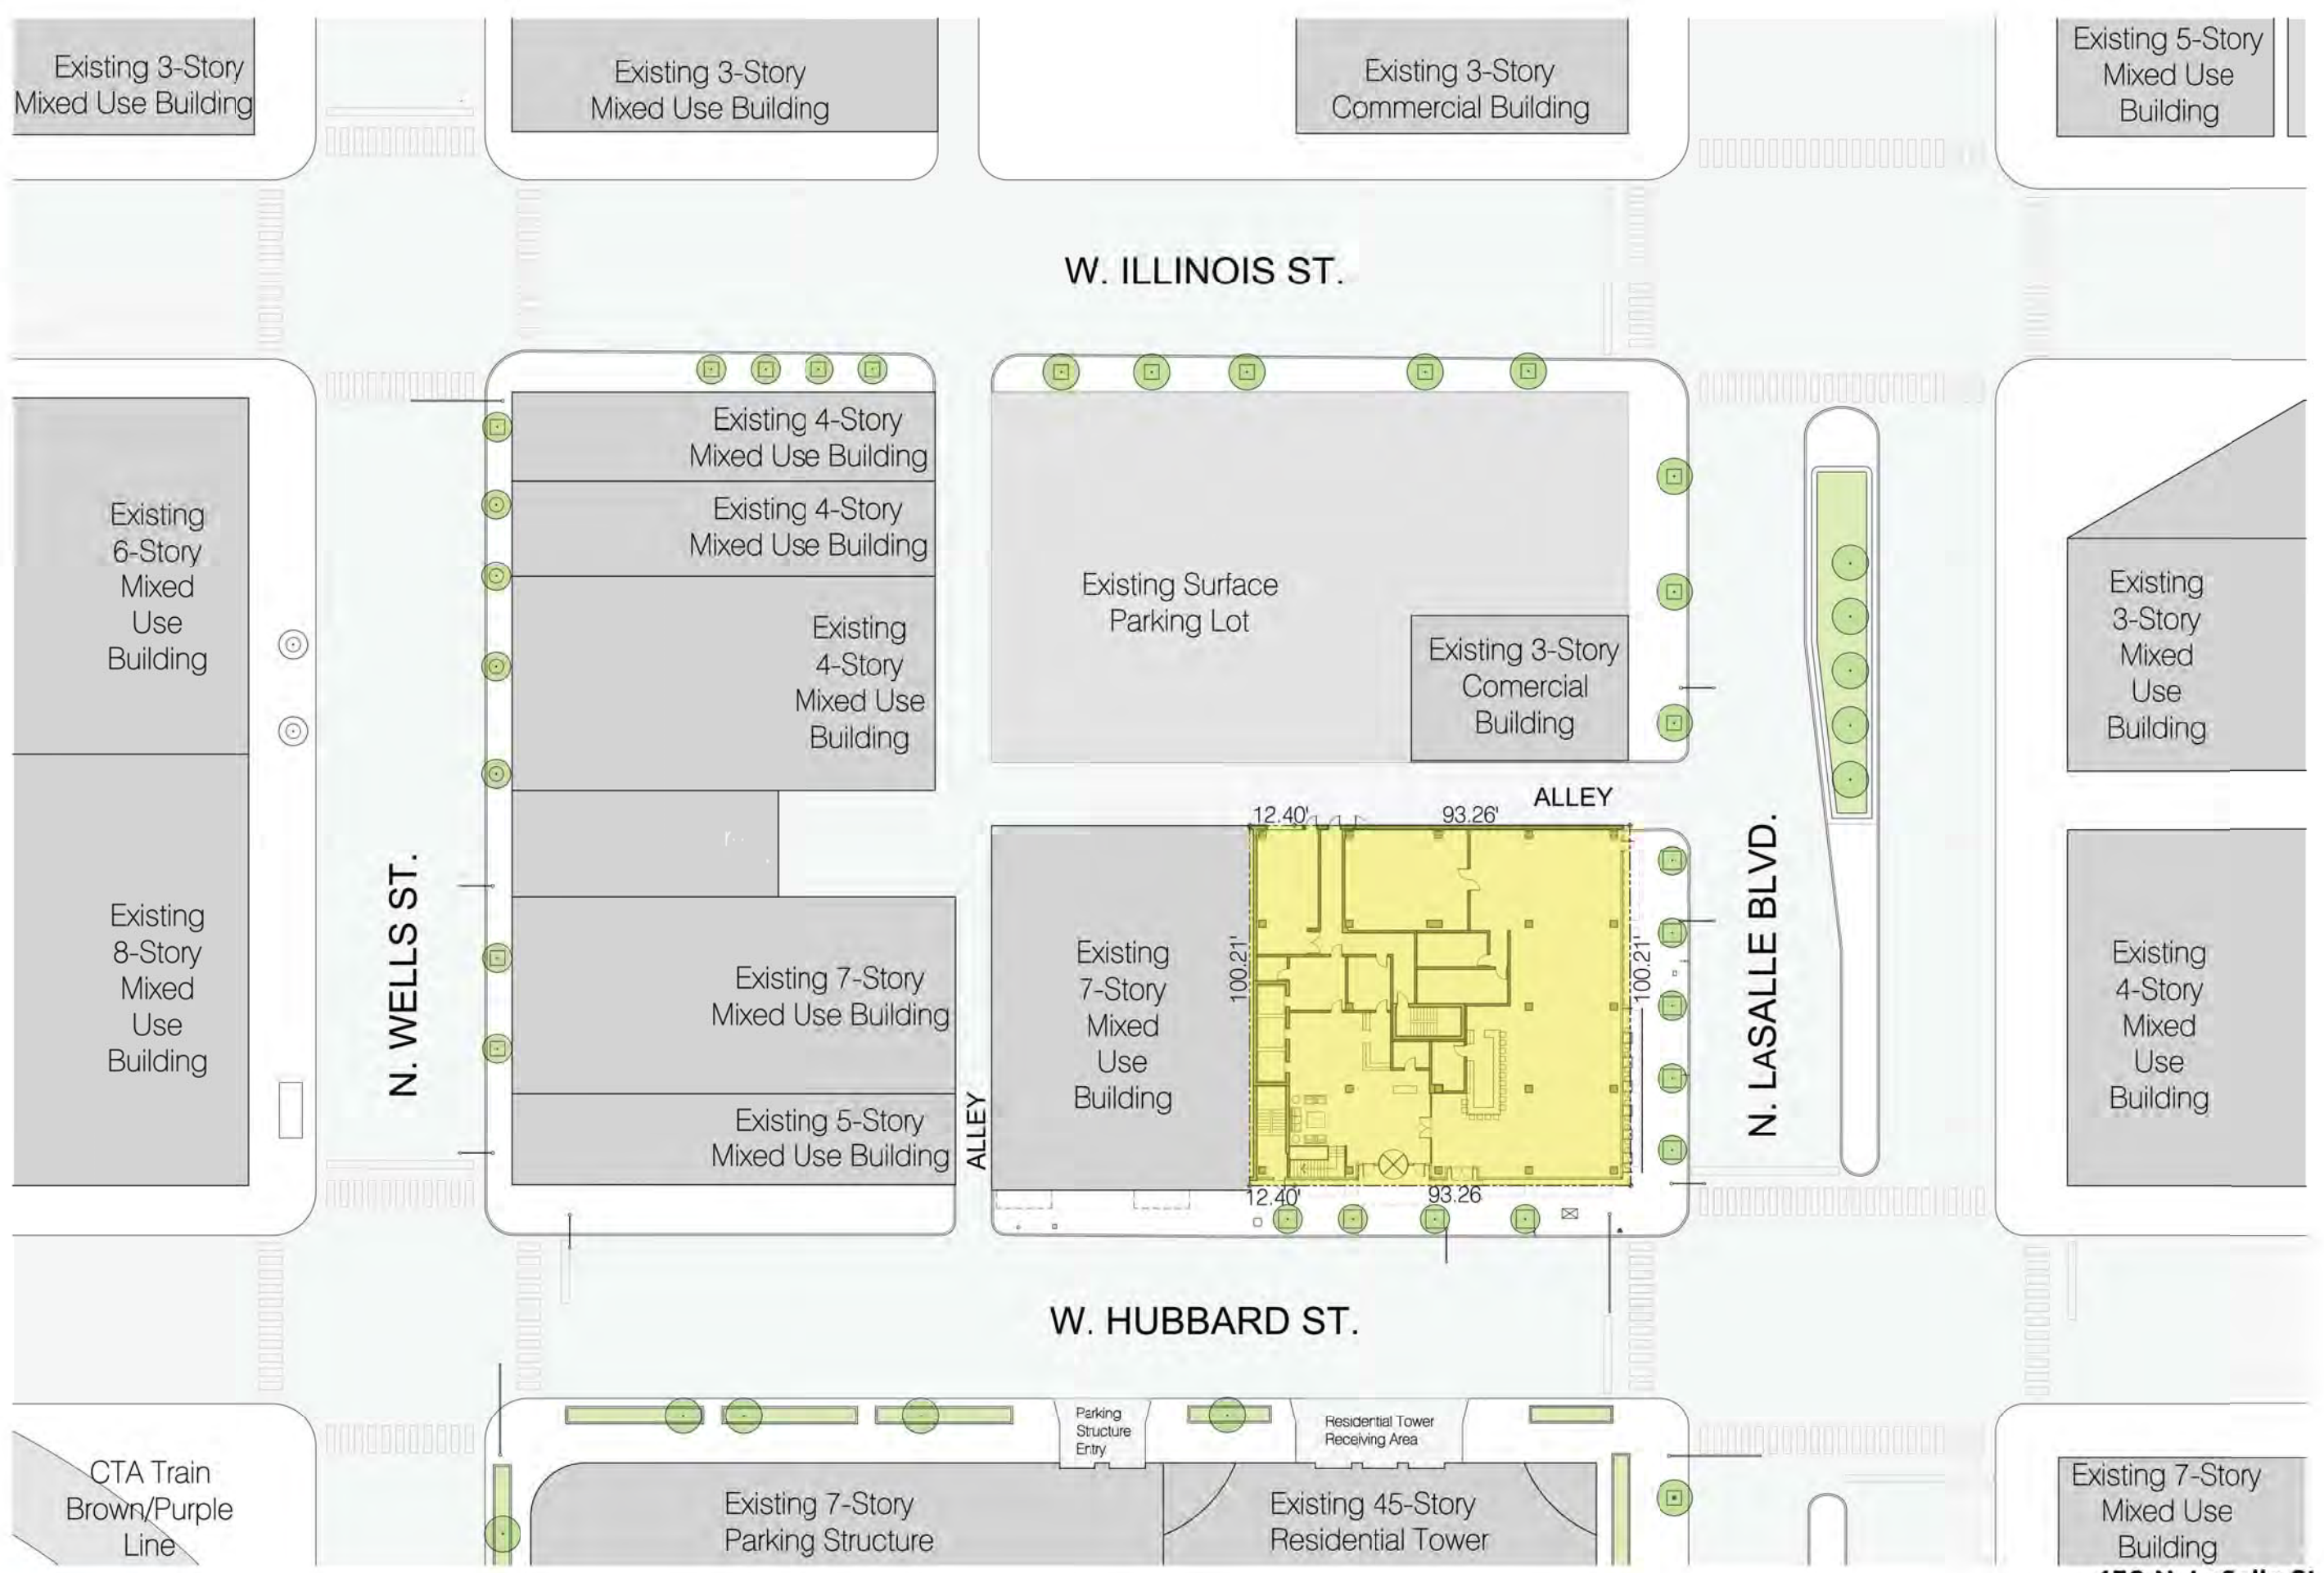 Existing 3-Story
Mixed Use Building
Existing 3-Story
Mixed Use Building
Existing 3-Story
Commercial Building
Existing 5-Story
Mixed Use
Building
W. ILLINOIS ST.
Existing
6-Story
Mixed
Use
Building
Existing 4-Story
Mixed Use Building
Existing 4-Story
Mixed Use Building
Existing
4-Story
Mixed Use
Building
Existing Surface
Parking Lot
Existing 3-Story
Comercial
Building
Existing
3-Story
Mixed
Use
Building
ALLEY
12.40'
93.26'
N. WELLS ST.
N. LASALLE BLVD.
Existing
8-Story
Mixed
Use
Building
Existing 7-Story
Mixed Use Building
Existing 5-Story
Mixed Use Building
ALLEY
Existing
7-Story
Mixed
Use
Building
100.21'
100.21'
Existing
4-Story
Mixed
Use
Building
12.40'
93.26
W. HUBBARD ST.
Parking
Structure
Entry
Residential Tower
Receiving Area
CTA Train
Brown/Purple
Line
Existing 7-Story
Parking Structure
Existing 45-Story
Residential Tower
Existing 7-Story
Mixed Use
Building